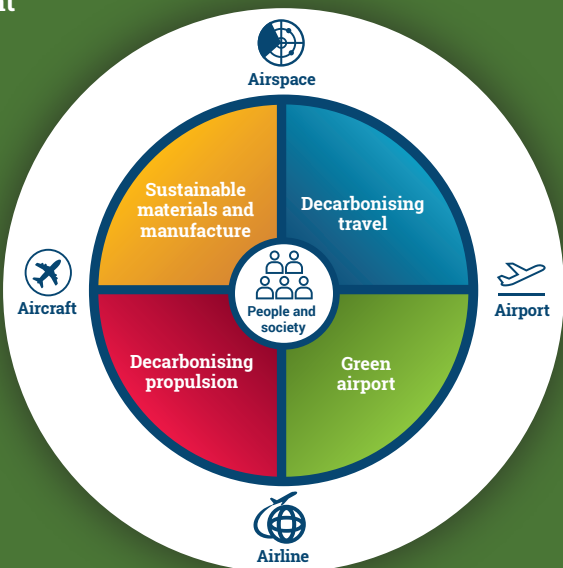 Airspace
Sustainable
materials and
manufacture
Decarbonising
travel
Aircraft
People and
society
Airport
Decarbonising
propulsion
Green
airport
Airline